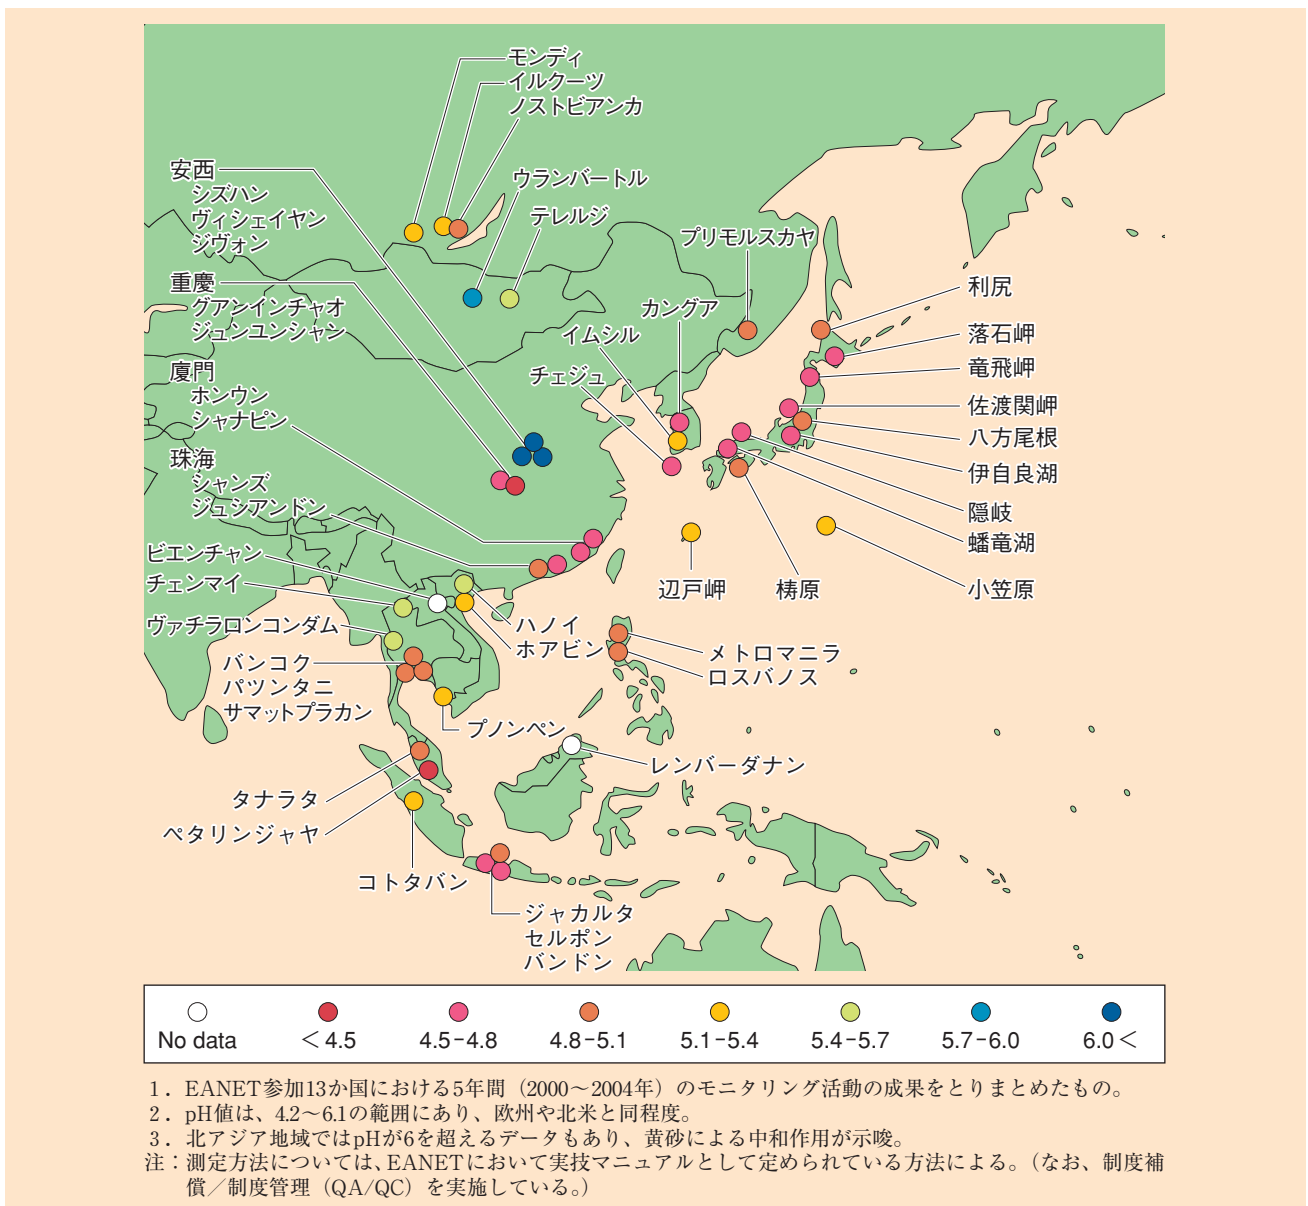 モンディ
イルクーツ
ノストビアンカ
安西
シズハン
ヴィシェイヤン
ジヴォン
ウランバートル
テレルジ
プリモルスカヤ
重慶
グアンインチャオ
ジュンユンシャン
カングア
イムシル
チェジュ
利尻
落石岬
竜飛岬
佐渡関岬
八方尾根
伊自良湖
隠岐
蟠竜湖
小笠原
廈門
ホンウン
シャナピン
珠海
シャンズ
ジュシアンドン
ビエンチャン
チェンマイ
ヴァチラロンコンダム
バンコク
パツンタニ
サマットプラカン
辺戸岬
梼原
ハノイ
ホアビン
メトロマニラ
ロスバノス
プノンペン
レンバーダナン
タナラタ
ペタリンジャヤ
コトタバン
ジャカルタ
セルポン
バンドン
No data <4.5 4.5-4.8 4.8-5.1 5.1-5.4 5.4-5.7 5.7-6.0 6.0<
1．EANET参加13か国における5年間（2000～2004年）のモニタリング活動の成果をとりまとめたもの。
2．pH値は、4.2～6.1の範囲にあり、欧州や北米と同程度。
3．北アジア地域ではpHが6を超えるデータもあり、黄砂による中和作用が示唆。
注：測定方法については、EANETにおいて実技マニュアルとして定められている方法による。（なお、制度補
償／制度管理（QA/QC）を実施している。）